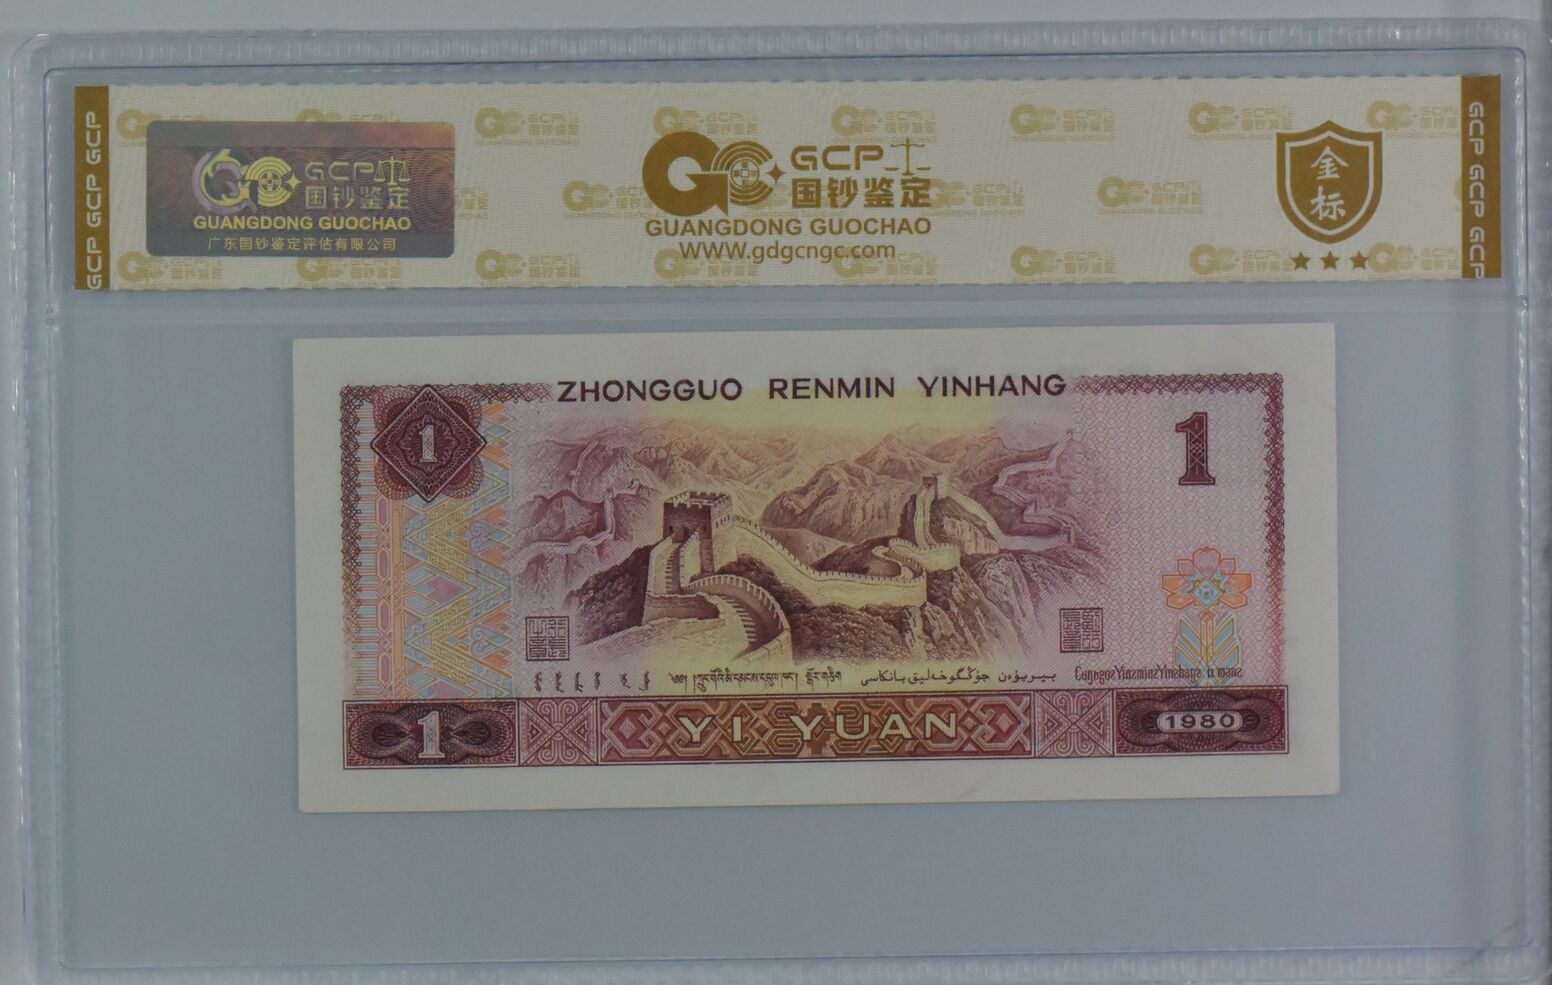 GCP GCP GCP
GCP
国钞鉴定
GUANGDONG GUOCHAO
广东国钞鉴定评估有限公司
GCP
国钞鉴定
GUANGDONG GUOCHAO
WWW.gdgcngc.com
金
标
GCP GCP GCP
ZHONGGUO RENMIN YINHANG
1
1
1
YI YUAN
1980